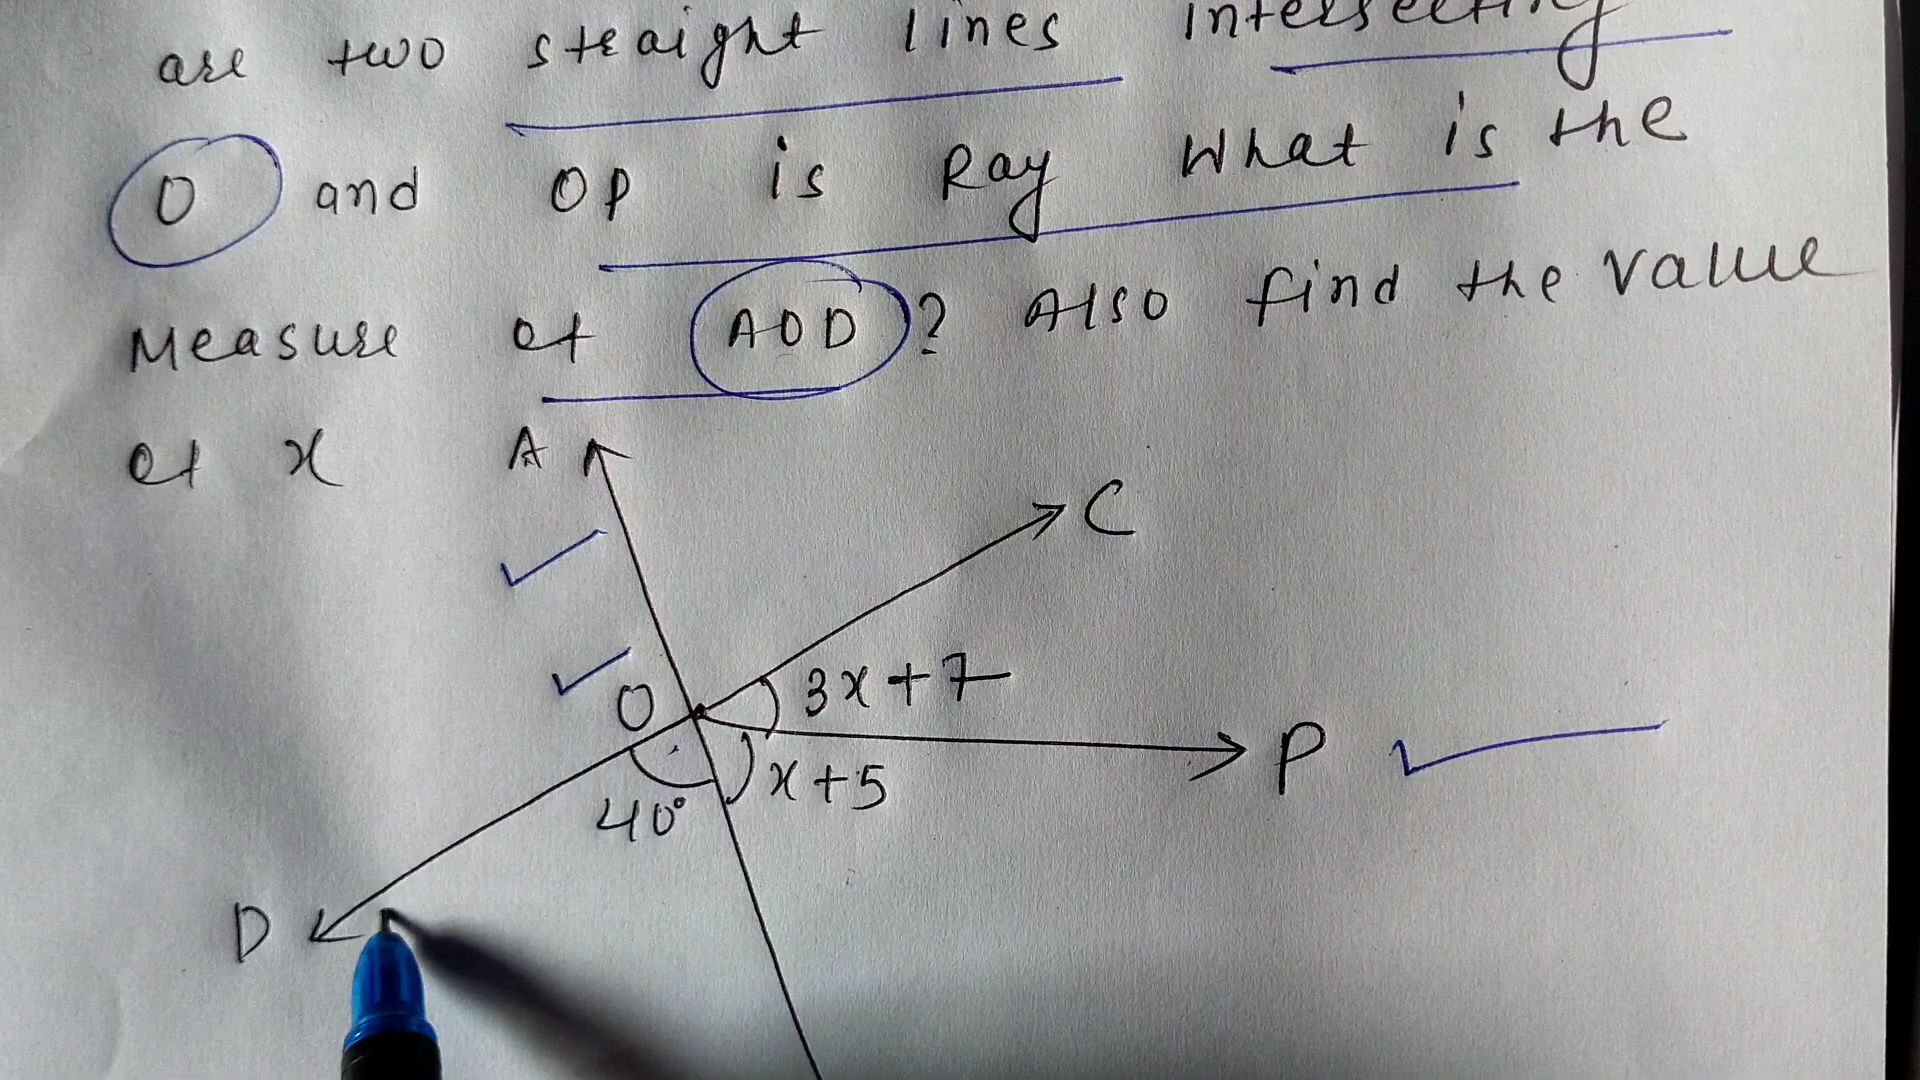 are two straight lines intersecting
O and OP is Ray What is the
Measure of AOD? Also find the value
of x
A
C
3x+7
O
P
x+5
40°
D